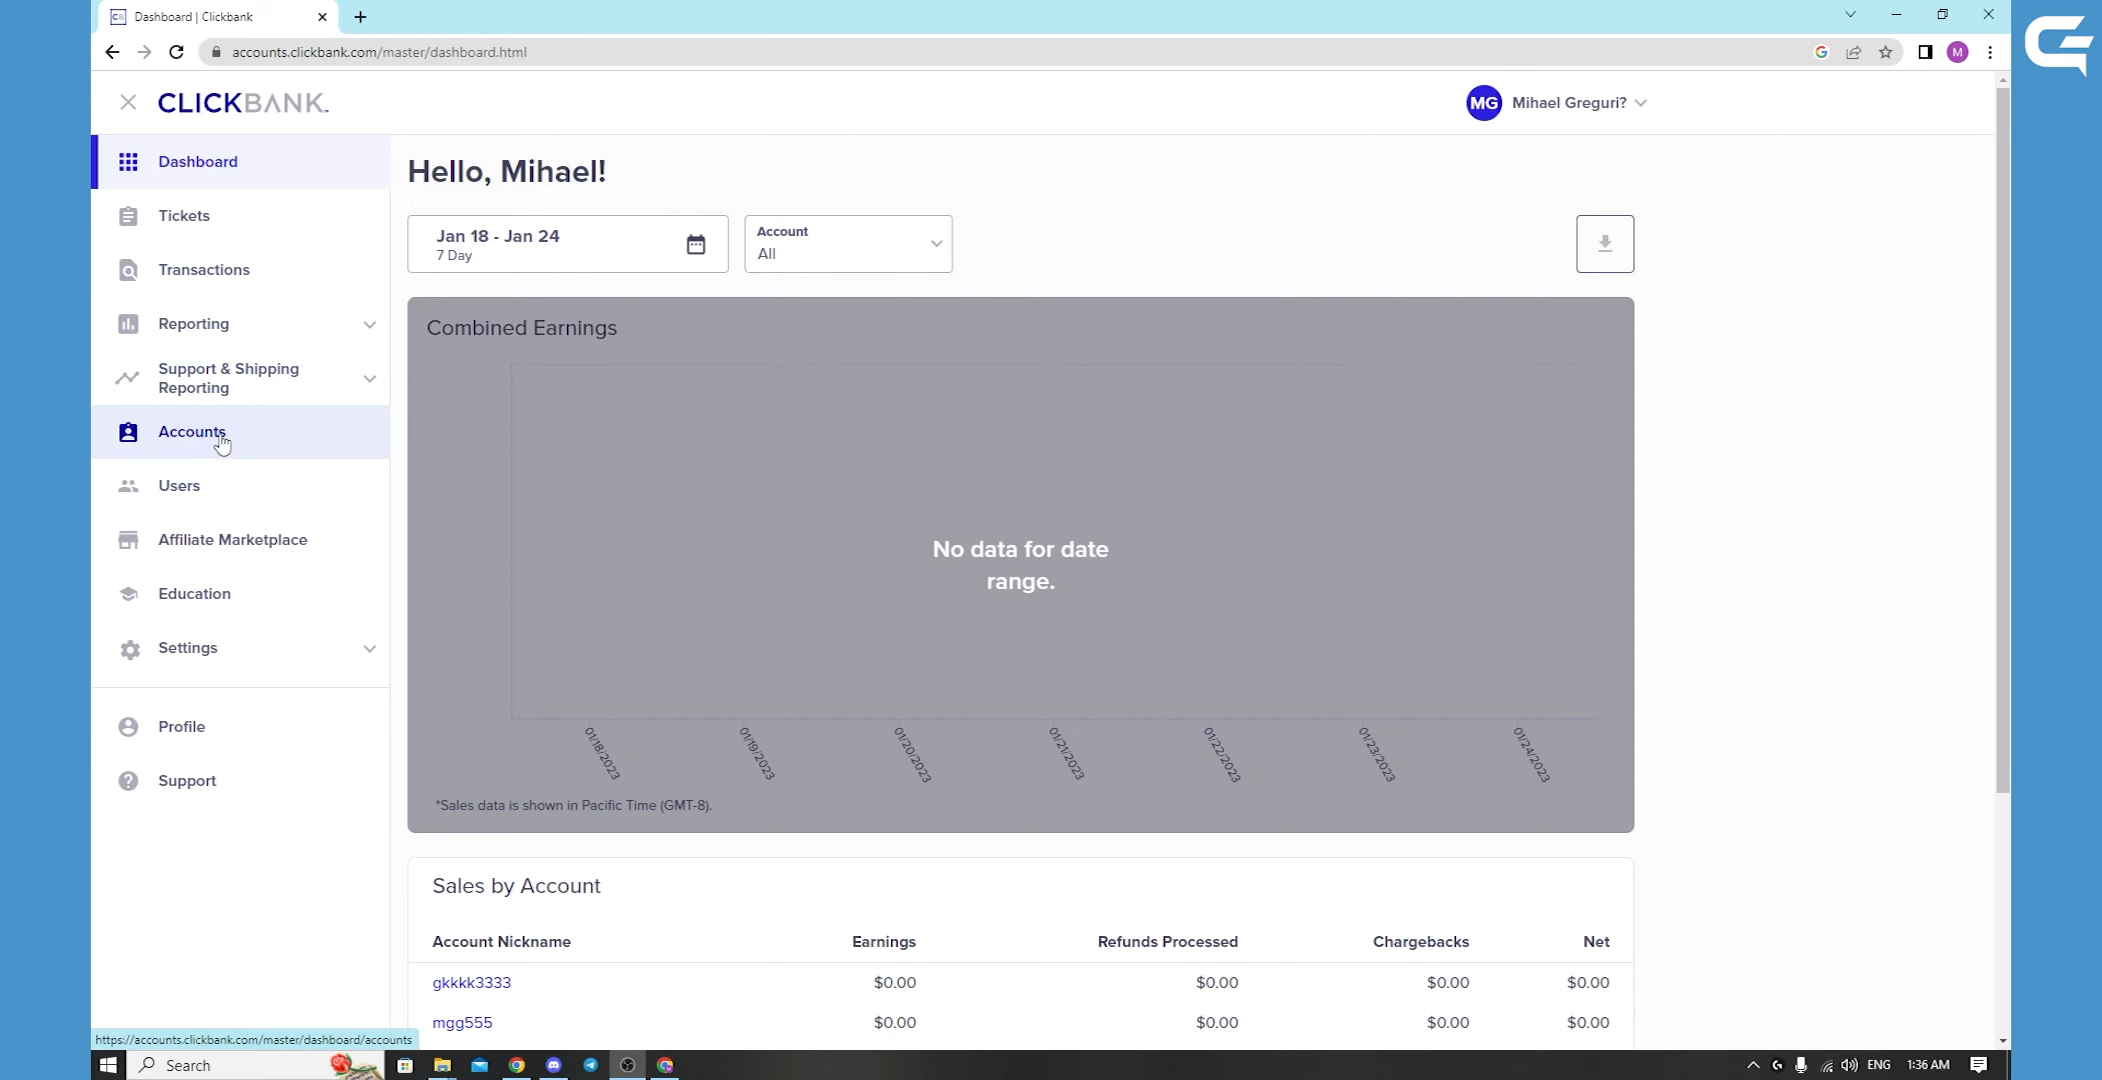 CB
Dashboard | Clickbank
accounts.clickbank.com/master/dashboard.html
M
CLICKBANK
MG
Mihael Greguri?
Dashboard
Hello, Mihael!
Tickets
Jan 18 - Jan 24
7 Day
Account
All
Transactions
Reporting
Support & Shipping
Reporting
Accounts
Users
Affiliate Marketplace
Education
Settings
Profile
Support
Combined Earnings
No data for date
range.
01/18/2023
01/19/2023
01/20/2023
01/21/2023
01/22/2023
01/23/2023
01/24/2023
*Sales data is shown in Pacific Time (GMT-8).
Sales by Account
Account Nickname Earnings Refunds Processed Chargebacks Net
gkkkk3333 $0.00 $0.00 $0.00 $0.00
mgg555 $0.00 $0.00 $0.00 $0.00
https://accounts.clickbank.com/master/dashboard/accounts
Search
ENG
1:36 AM